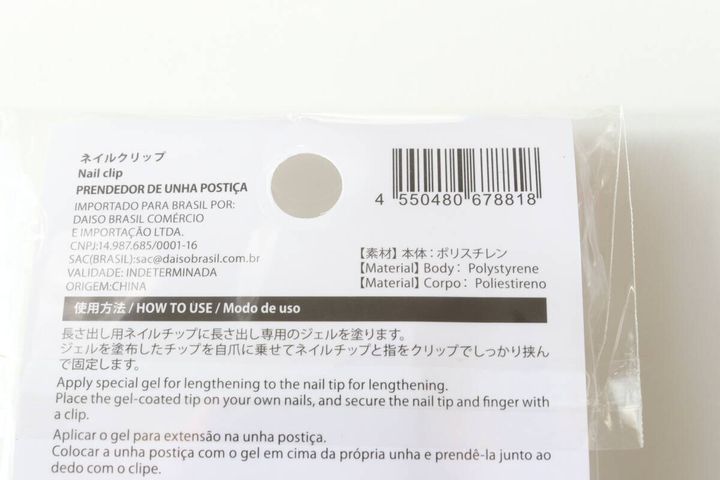 ネイルクリップ
Nail clip
PRENDEDOR DE UNHA POSTIÇA
IMPORTADO PARA BRASIL POR:
DAISO BRASIL COMÉRCIO
E IMPORTAÇÃO LTDA.
CNPJ:14.987.685/0001-16
SAC(BRASIL):sac@daisobrasil.com.br
VALIDADE: INDETERMINADA
ORIGEM:CHINA
4 550480 678818
【素材】本体：ポリスチレン
【Material】Body： Polystyrene
【Material】Corpo： Poliestireno
使用方法 / HOW TO USE / Modo de uso
長さ出し用ネイルチップに長さ出し専用のジェルを塗ります。
ジェルを塗布したチップを自爪に乗せてネイルチップと指をクリップでしっかり挟ん
で固定します。
Apply special gel for lengthening to the nail tip for lengthening.
Place the gel-coated tip on your own nails, and secure the nail tip and finger with
a clip.
Aplicar o gel para extensão na unha postiça.
Colocar a unha postiça com o gel em cima da própria unha e prendê-la junto ao
dedo com o clipe.